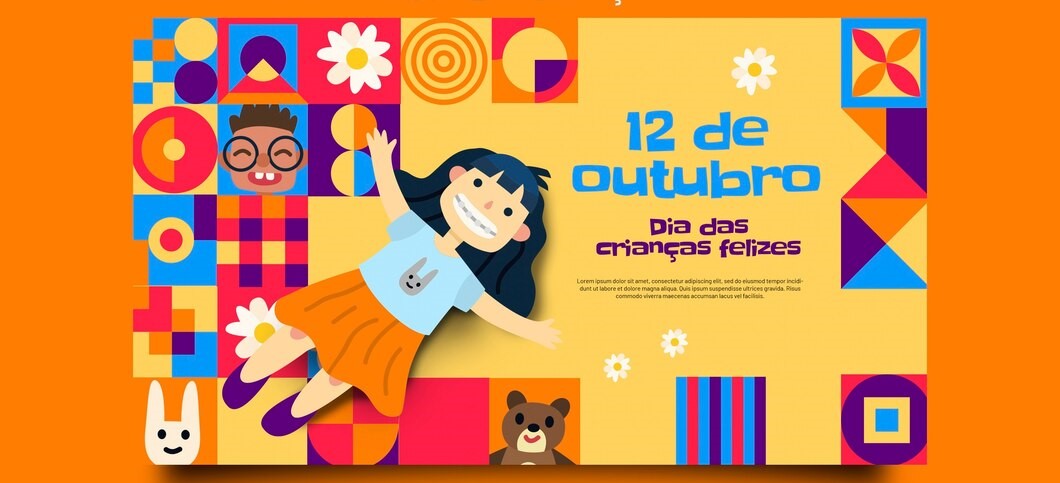 12 de
outubro
Dia das
crianças felizes
Lorem ipsum dolor sit amet, consectetur adipiscing elit, sed do eiusmod tempor incidi-
dunt ut labore et dolore magna aliqua. Quis ipsum suspendisse ultrices gravida. Risus
commodo viverra maecenas accumsan lacus vel facilisis.